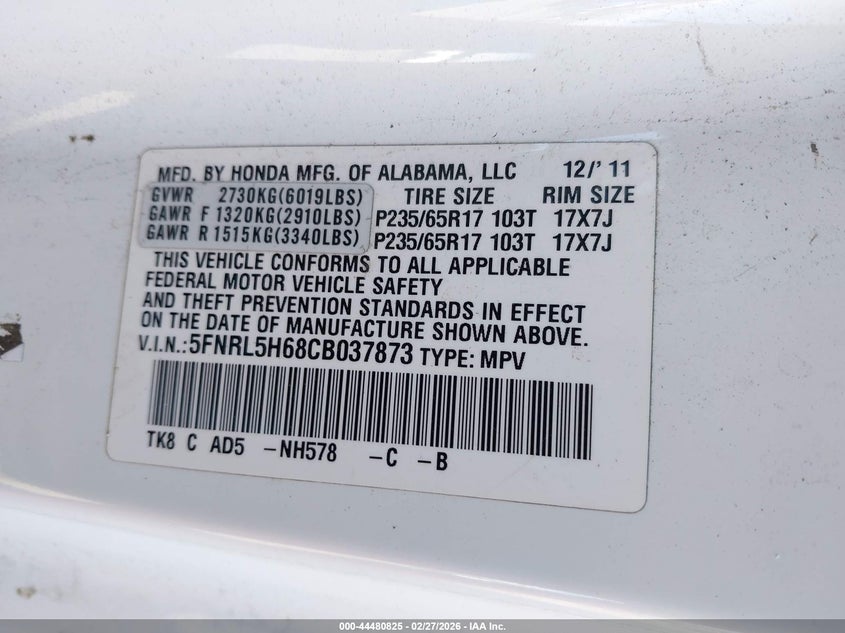 MFD. BY HONDA MFG. OF ALABAMA, LLC 12/' 11
GVWR 2730KG(6019LBS) TIRE SIZE RIM SIZE
GAWR F 1320KG(2910LBS) P235/65R17 103T 17X7J
GAWR R 1515KG(3340LBS) P235/65R17 103T 17X7J
THIS VEHICLE CONFORMS TO ALL APPLICABLE
FEDERAL MOTOR VEHICLE SAFETY
AND THEFT PREVENTION STANDARDS IN EFFECT
ON THE DATE OF MANUFACTURE SHOWN ABOVE.
V.I.N.:5FNRL5H68CB037873 TYPE: MPV
TK8 C AD5 -NH578 -C -B
000-44480825 - 02/27/2026 - IAA Inc.